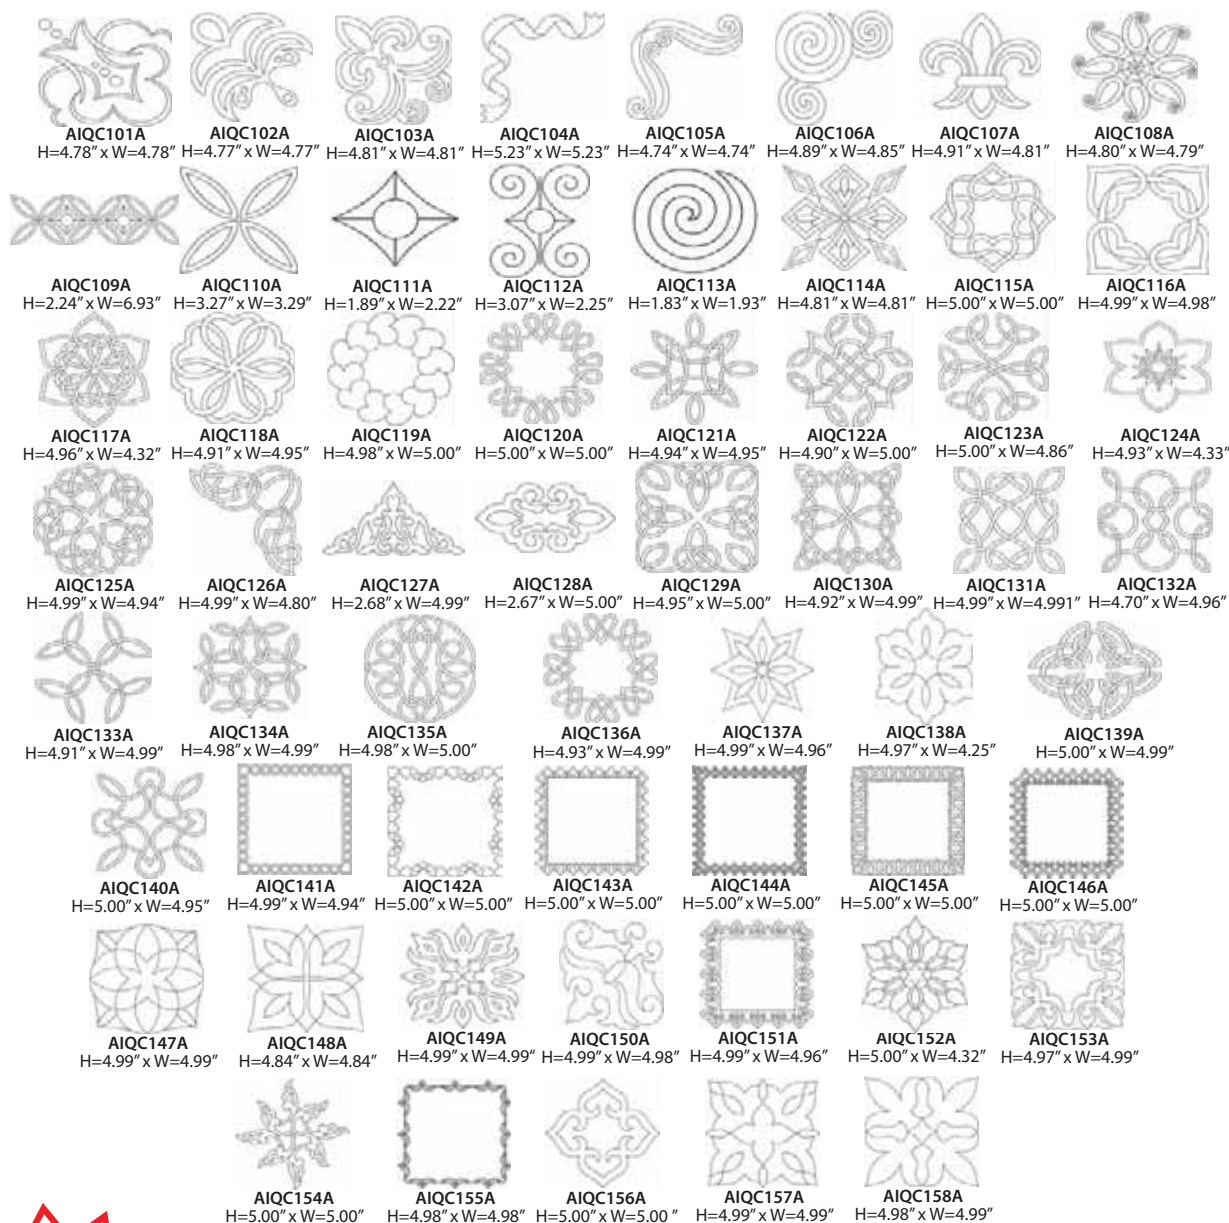 AIQC101A AIQC102A AIQC103A AIQC104A AIQC105A AIQC106A AIQC107A AIQC108A
H=4.78" x W=4.78" H=4.77" x W=4.77" H=4.81" x W=4.81" H=5.23" x W=5.23" H=4.74" x W=4.74" H=4.89" x W=4.85" H=4.91" x W=4.81" H=4.80" x W=4.79"
AIQC109A AIQC110A AIQC111A AIQC112A AIQC113A AIQC114A AIQC115A AIQC116A
H=2.24" x W=6.93" H=3.27" x W=3.29" H=1.89" x W=2.22" H=3.07" x W=2.25" H=1.83" x W=1.93" H=4.81" x W=4.81" H=5.00" x W=5.00" H=4.99" x W=4.98"
AIQC117A AIQC118A AIQC119A AIQC120A AIQC121A AIQC122A AIQC123A AIQC124A
H=4.96" x W=4.32" H=4.91" x W=4.95" H=4.98" x W=5.00" H=5.00" x W=5.00" H=4.94" x W=4.95" H=4.90" x W=5.00" H=5.00" x W=4.86" H=4.93" x W=4.33"
AIQC125A AIQC126A AIQC127A AIQC128A AIQC129A AIQC130A AIQC131A AIQC132A
H=4.99" x W=4.94" H=4.99" x W=4.80" H=2.68" x W=4.99" H=2.67" x W=5.00" H=4.95" x W=5.00" H=4.92" x W=4.99" H=4.99" x W=4.991" H=4.70" x W=4.96"
AIQC133A AIQC134A AIQC135A AIQC136A AIQC137A AIQC138A AIQC139A
H=4.91" x W=4.99" H=4.98" x W=4.99" H=4.98" x W=5.00" H=4.93" x W=4.99" H=4.99" x W=4.96" H=4.97" x W=4.25" H=5.00" x W=4.99"
AIQC140A AIQC141A AIQC142A AIQC143A AIQC144A AIQC145A AIQC146A
H=5.00" x W=4.95" H=4.99" x W=4.94" H=5.00" x W=5.00" H=5.00" x W=5.00" H=5.00" x W=5.00" H=5.00" x W=5.00" H=5.00" x W=5.00"
AIQC147A AIQC148A AIQC149A AIQC150A AIQC151A AIQC152A AIQC153A
H=4.99" x W=4.99" H=4.84" x W=4.84" H=4.99" x W=4.99" H=4.99" x W=4.98" H=4.99" x W=4.96" H=5.00" x W=4.32" H=4.97" x W=4.99"
AIQC154A AIQC155A AIQC156A AIQC157A AIQC158A
H=5.00" x W=5.00" H=4.98" x W=4.98" H=5.00" x W=5.00 " H=4.99" x W=4.99" H=4.98" x W=4.99"